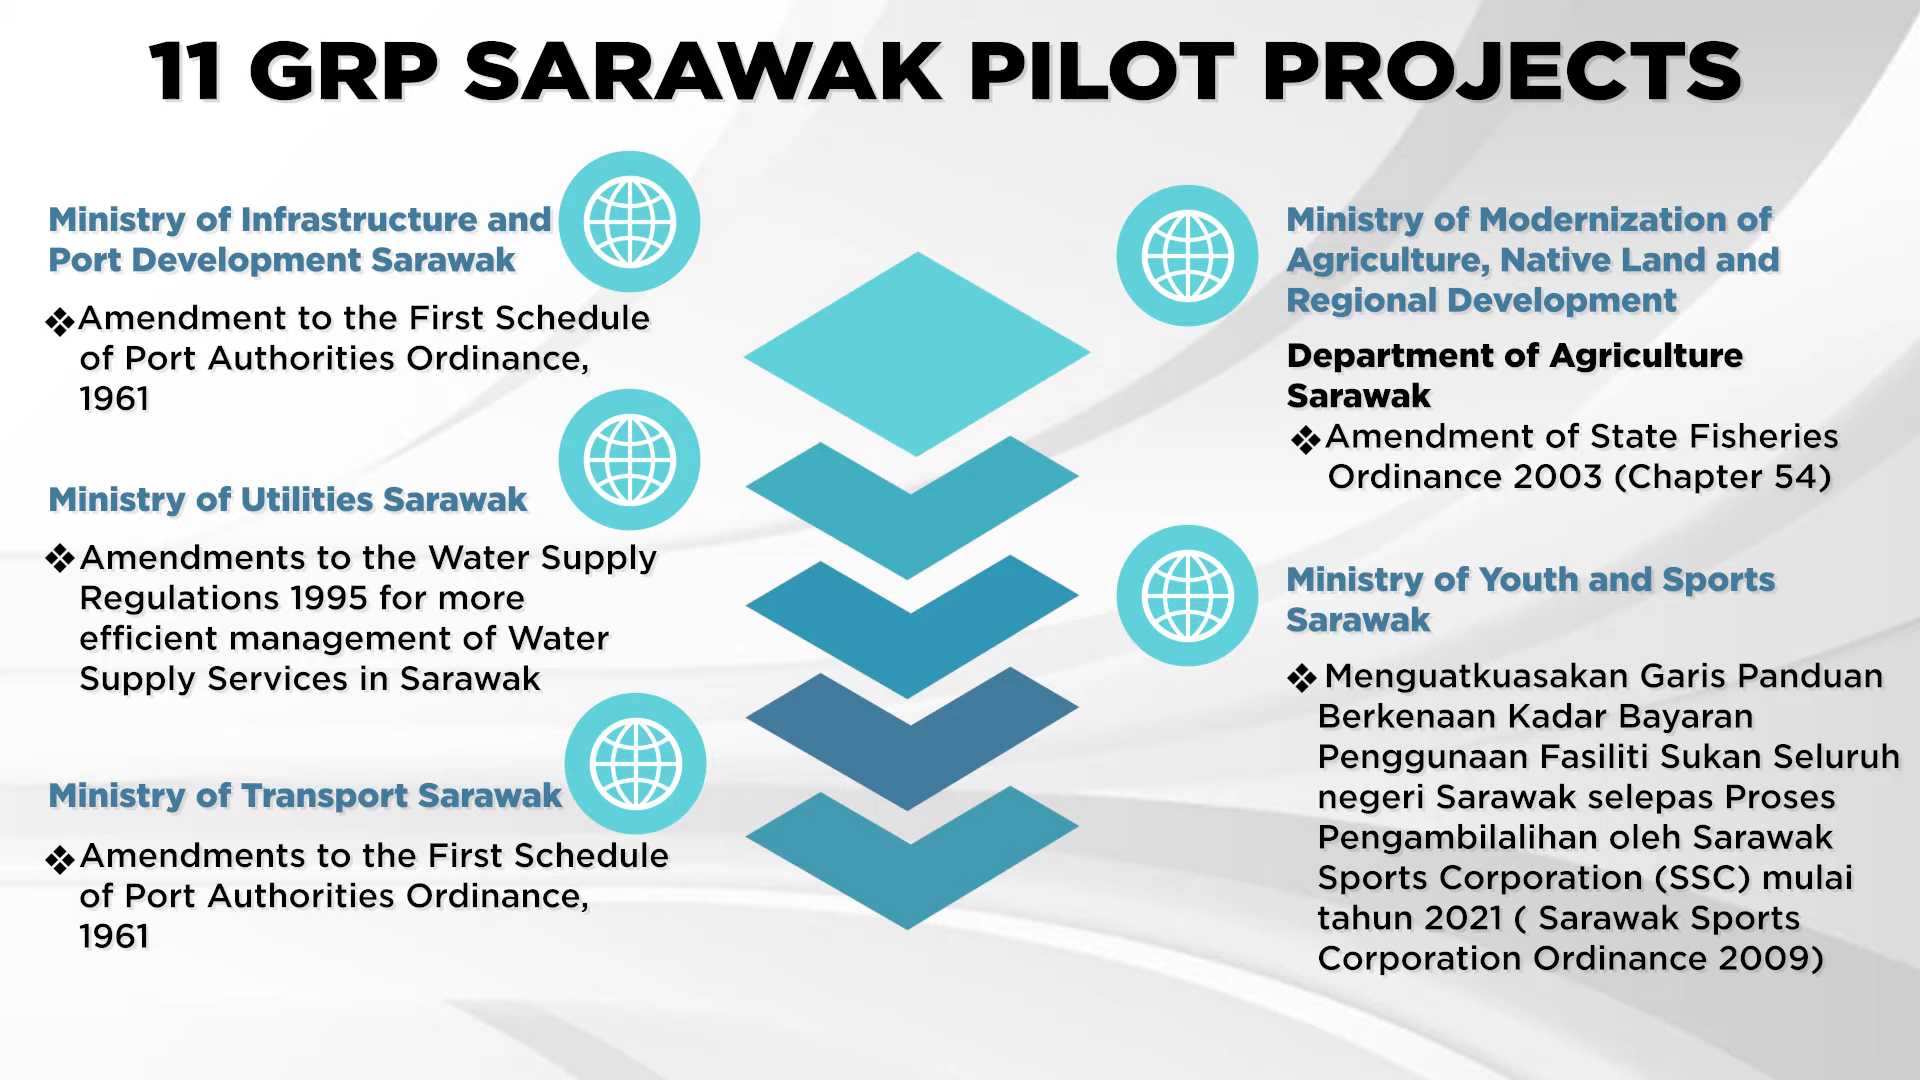 11 GRP SARAWAK PILOT PROJECTS
Ministry of Infrastructure and
Port Development Sarawak
❖Amendment to the First Schedule
of Port Authorities Ordinance,
1961
Ministry of Utilities Sarawak
❖Amendments to the Water Supply
Regulations 1995 for more
efficient management of Water
Supply Services in Sarawak
Ministry of Transport Sarawak
❖Amendments to the First Schedule
of Port Authorities Ordinance,
1961
Ministry of Modernization of
Agriculture, Native Land and
Regional Development
Department of Agriculture
Sarawak
❖Amendment of State Fisheries
Ordinance 2003 (Chapter 54)
Ministry of Youth and Sports
Sarawak
❖Menguatkuasakan Garis Panduan
Berkenaan Kadar Bayaran
Penggunaan Fasiliti Sukan Seluruh
negeri Sarawak selepas Proses
Pengambilalihan oleh Sarawak
Sports Corporation (SSC) mulai
tahun 2021 ( Sarawak Sports
Corporation Ordinance 2009)